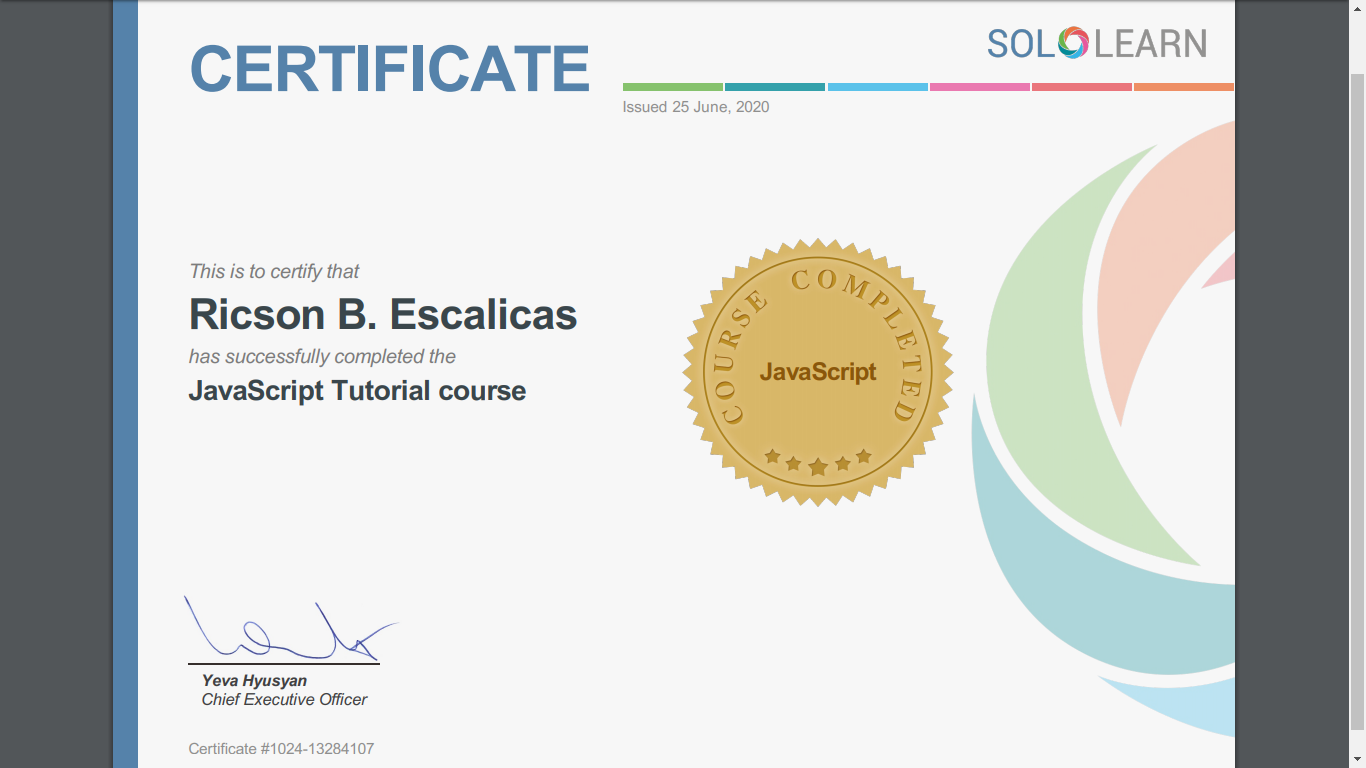 CERTIFICATE
SOLOLEARN
Issued 25 June, 2020
This is to certify that
Ricson B. Escalicas
has successfully completed the
JavaScript Tutorial course
COURSE COMPLETED
JavaScript
Yeva Hyusyan
Chief Executive Officer
Certificate #1024-13284107